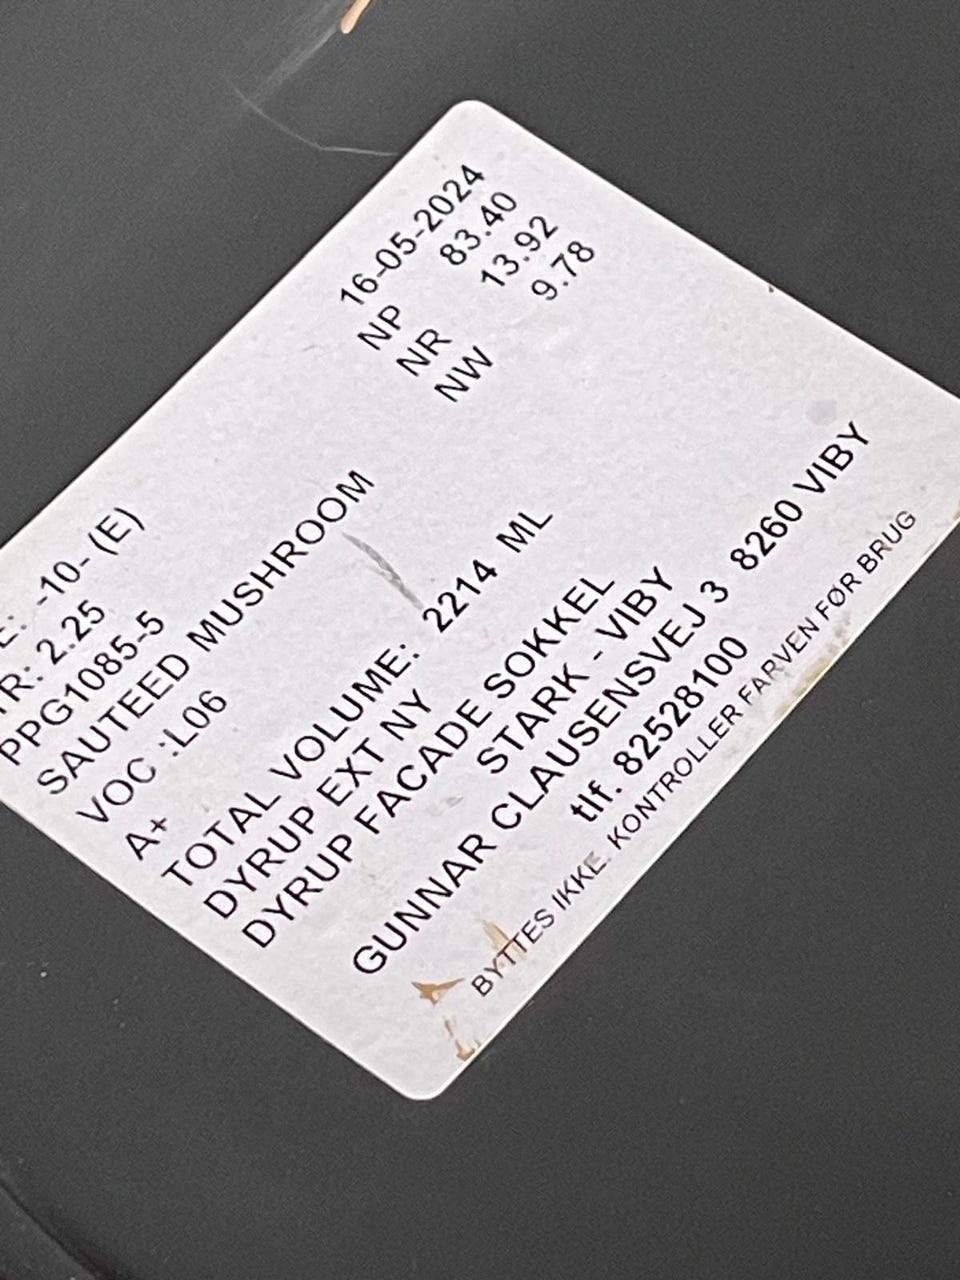 16-05-2024
NP 83.40
NR 13.92
NW 9.78
E: -10- (E)
TR: 2.25
PPG1085-5
SAUTEED MUSHROOM
VOC :L06
A+
TOTAL VOLUME: 2214 ML
DYRUP EXT NY
DYRUP FACADE SOKKEL
STARK - VIBY
GUNNAR CLAUSENSVEJ 3 8260 VIBY
tlf. 82528100
BYTTES IKKE. KONTROLLER FARVEN FØR BRUG